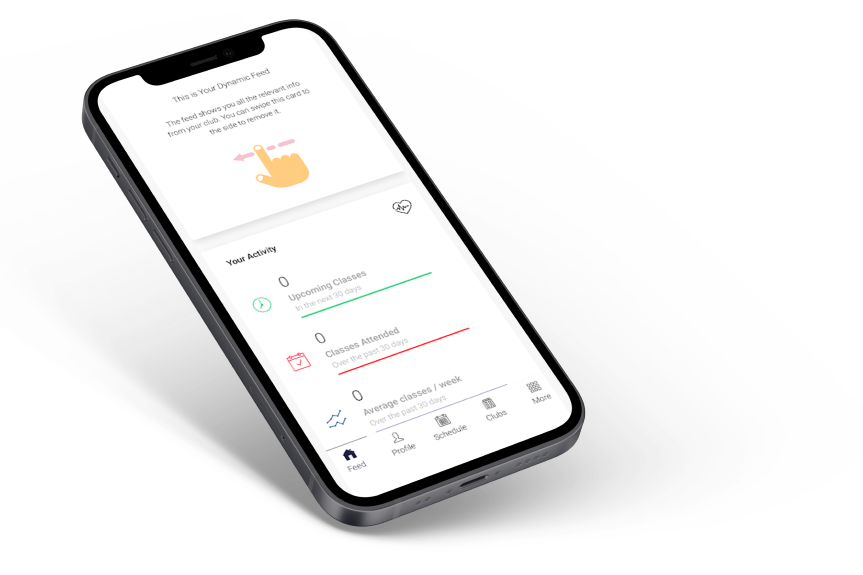 This is Your Dynamic Feed
The feed shows you all the relevant info
from your club. You can swipe this card to
the side to remove it.
Your Activity
0
Upcoming Classes
In the next 30 days
0
Classes Attended
Over the past 30 days
0
Average classes / week
Over the past 30 days
Feed
Profile
Schedule
Clubs
More